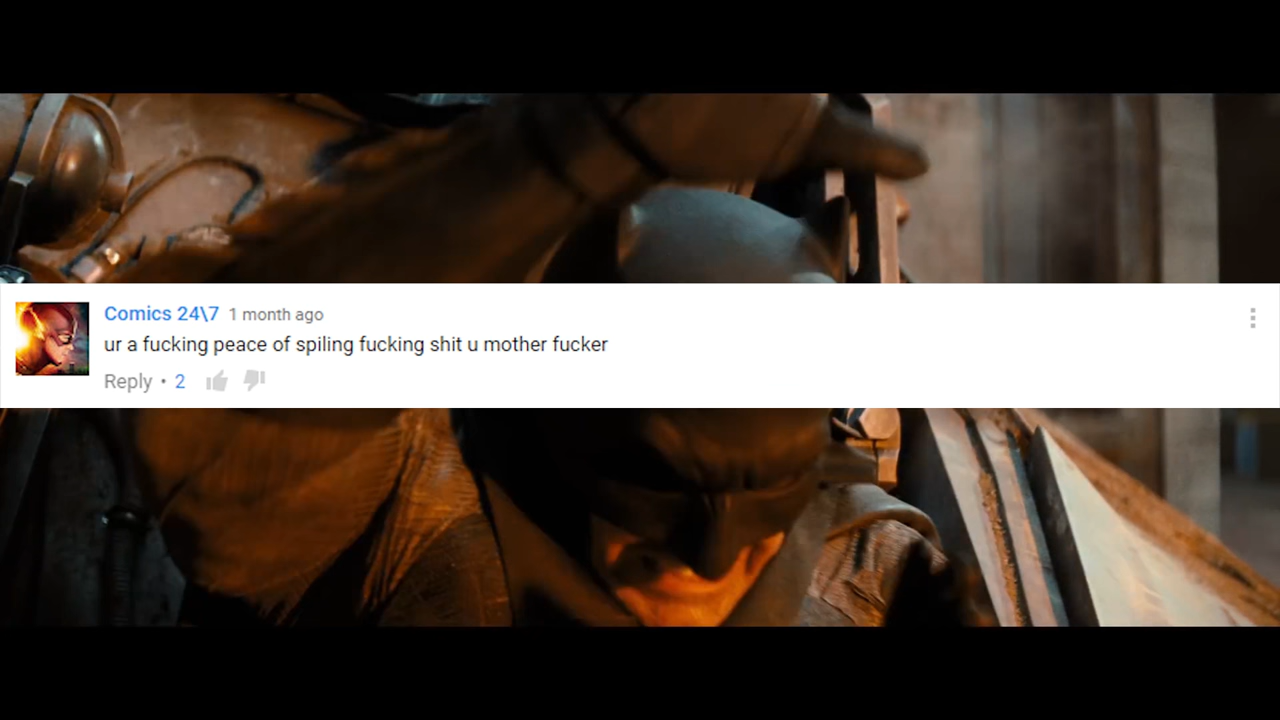 Comics 24\7 1 month ago
ur a fucking peace of spiling fucking shit u mother fucker
Reply • 2